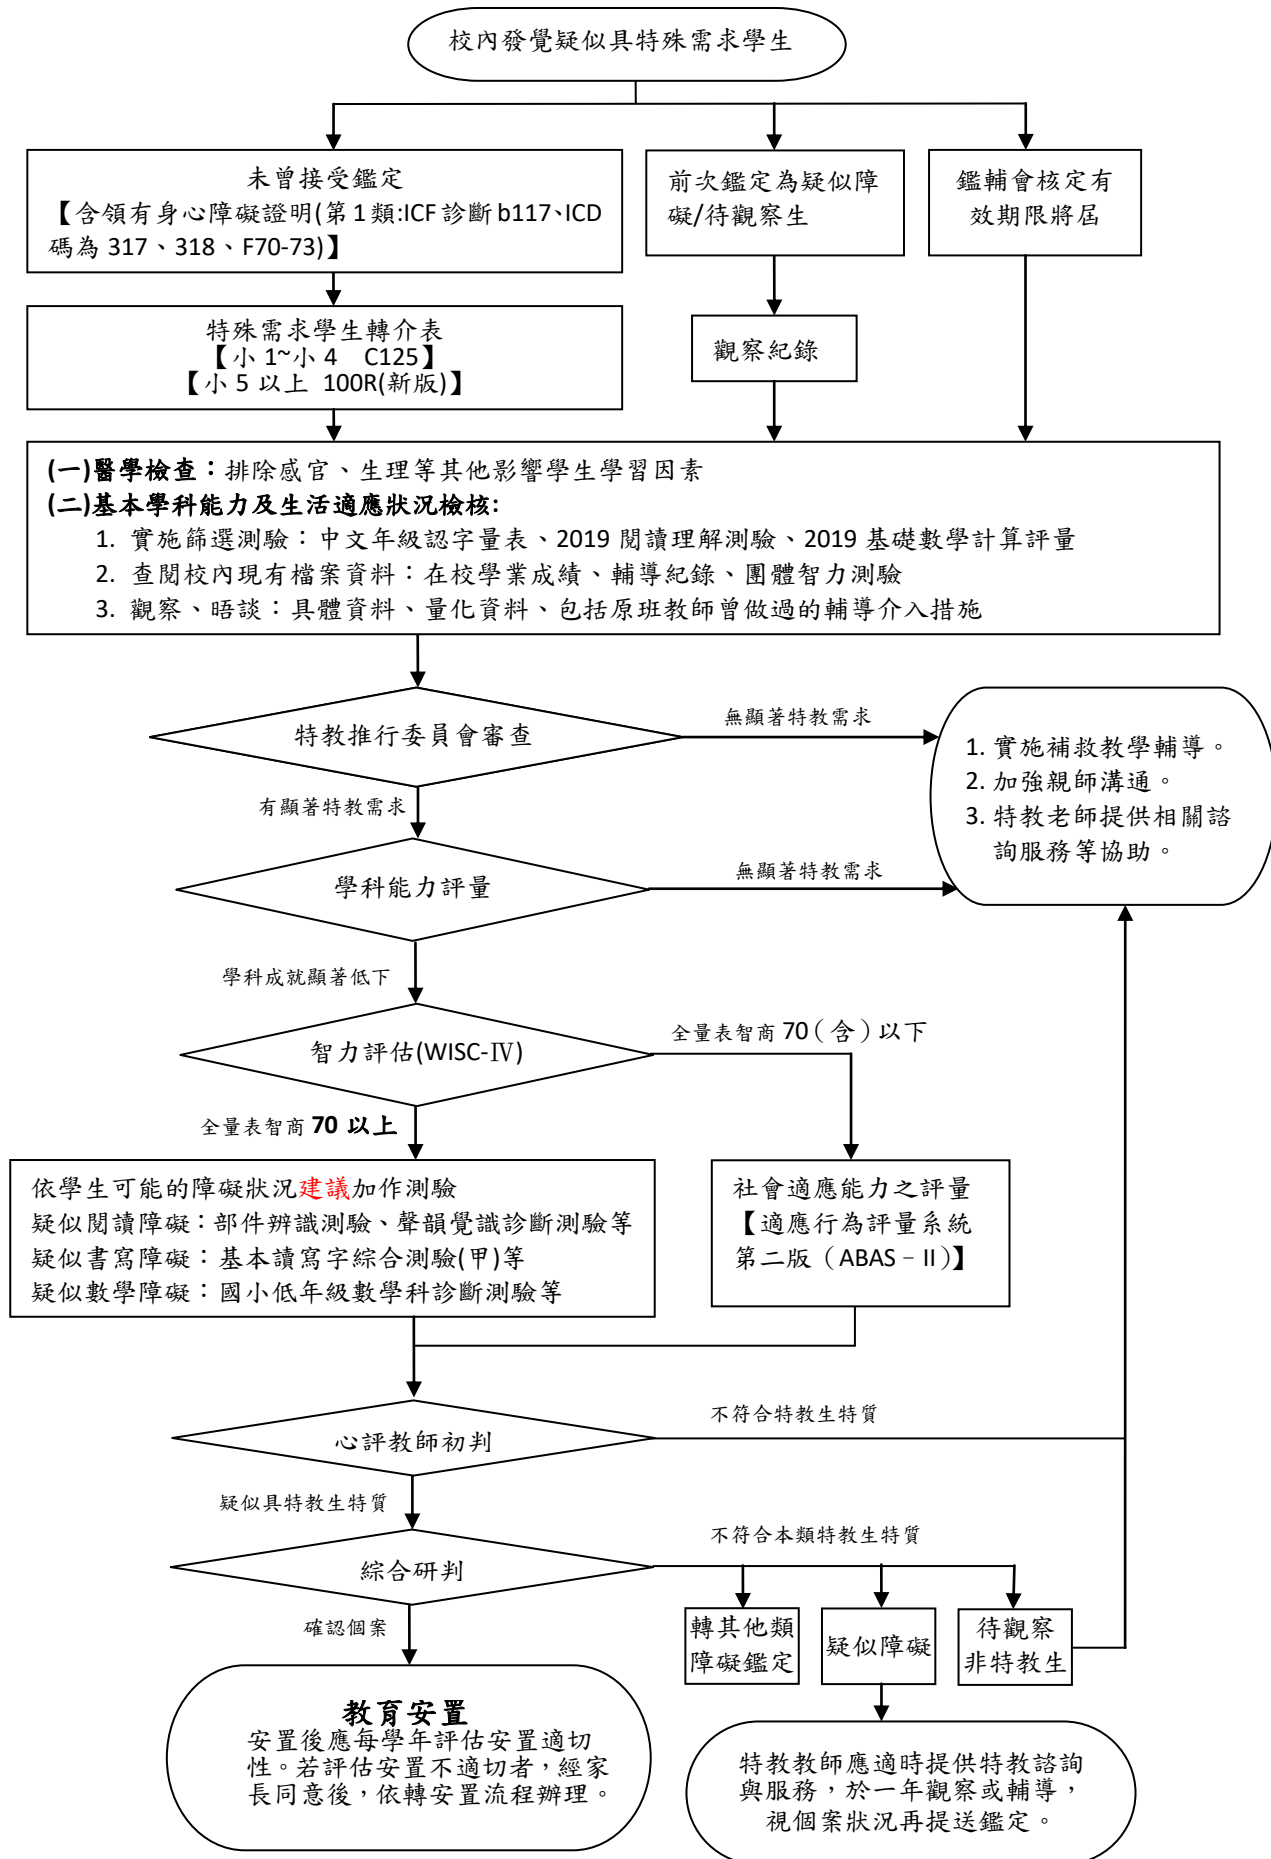 校內發覺疑似具特殊需求學生
未曾接受鑑定
【含領有身心障礙證明(第1類:ICF診斷b117、ICD
碼為317、318、F70-73)】
前次鑑定為疑似障
礙/待觀察生
鑑輔會核定有
效期限將屆
特殊需求學生轉介表
【小1~小4 C125】
【小5以上 100R(新版)】
觀察紀錄
(一)醫學檢查：排除感官、生理等其他影響學生學習因素
(二)基本學科能力及生活適應狀況檢核:
1. 實施篩選測驗：中文年級認字量表、2019閱讀理解測驗、2019基礎數學計算評量
2. 查閱校內現有檔案資料：在校學業成績、輔導紀錄、團體智力測驗
3. 觀察、晤談：具體資料、量化資料、包括原班教師曾做過的輔導介入措施
特教推行委員會審查
無顯著特教需求
1. 實施補救教學輔導。
2. 加強親師溝通。
3. 特教老師提供相關諮
詢服務等協助。
有顯著特教需求
學科能力評量
無顯著特教需求
學科成就顯著低下
智力評估(WISC-Ⅳ)
全量表智商70（含）以下
全量表智商70以上
依學生可能的障礙狀況建議加作測驗
疑似閱讀障礙：部件辨識測驗、聲韻覺識診斷測驗等
疑似書寫障礙：基本讀寫字綜合測驗(甲)等
疑似數學障礙：國小低年級數學科診斷測驗等
社會適應能力之評量
【適應行為評量系統
第二版（ABAS－II）】
心評教師初判
不符合特教生特質
疑似具特教生特質
綜合研判
不符合本類特教生特質
確認個案
轉其他類
障礙鑑定
疑似障礙
待觀察
非特教生
教育安置
安置後應每學年評估安置適切
性。若評估安置不適切者，經家
長同意後，依轉安置流程辦理。
特教教師應適時提供特教諮詢
與服務，於一年觀察或輔導，
視個案狀況再提送鑑定。